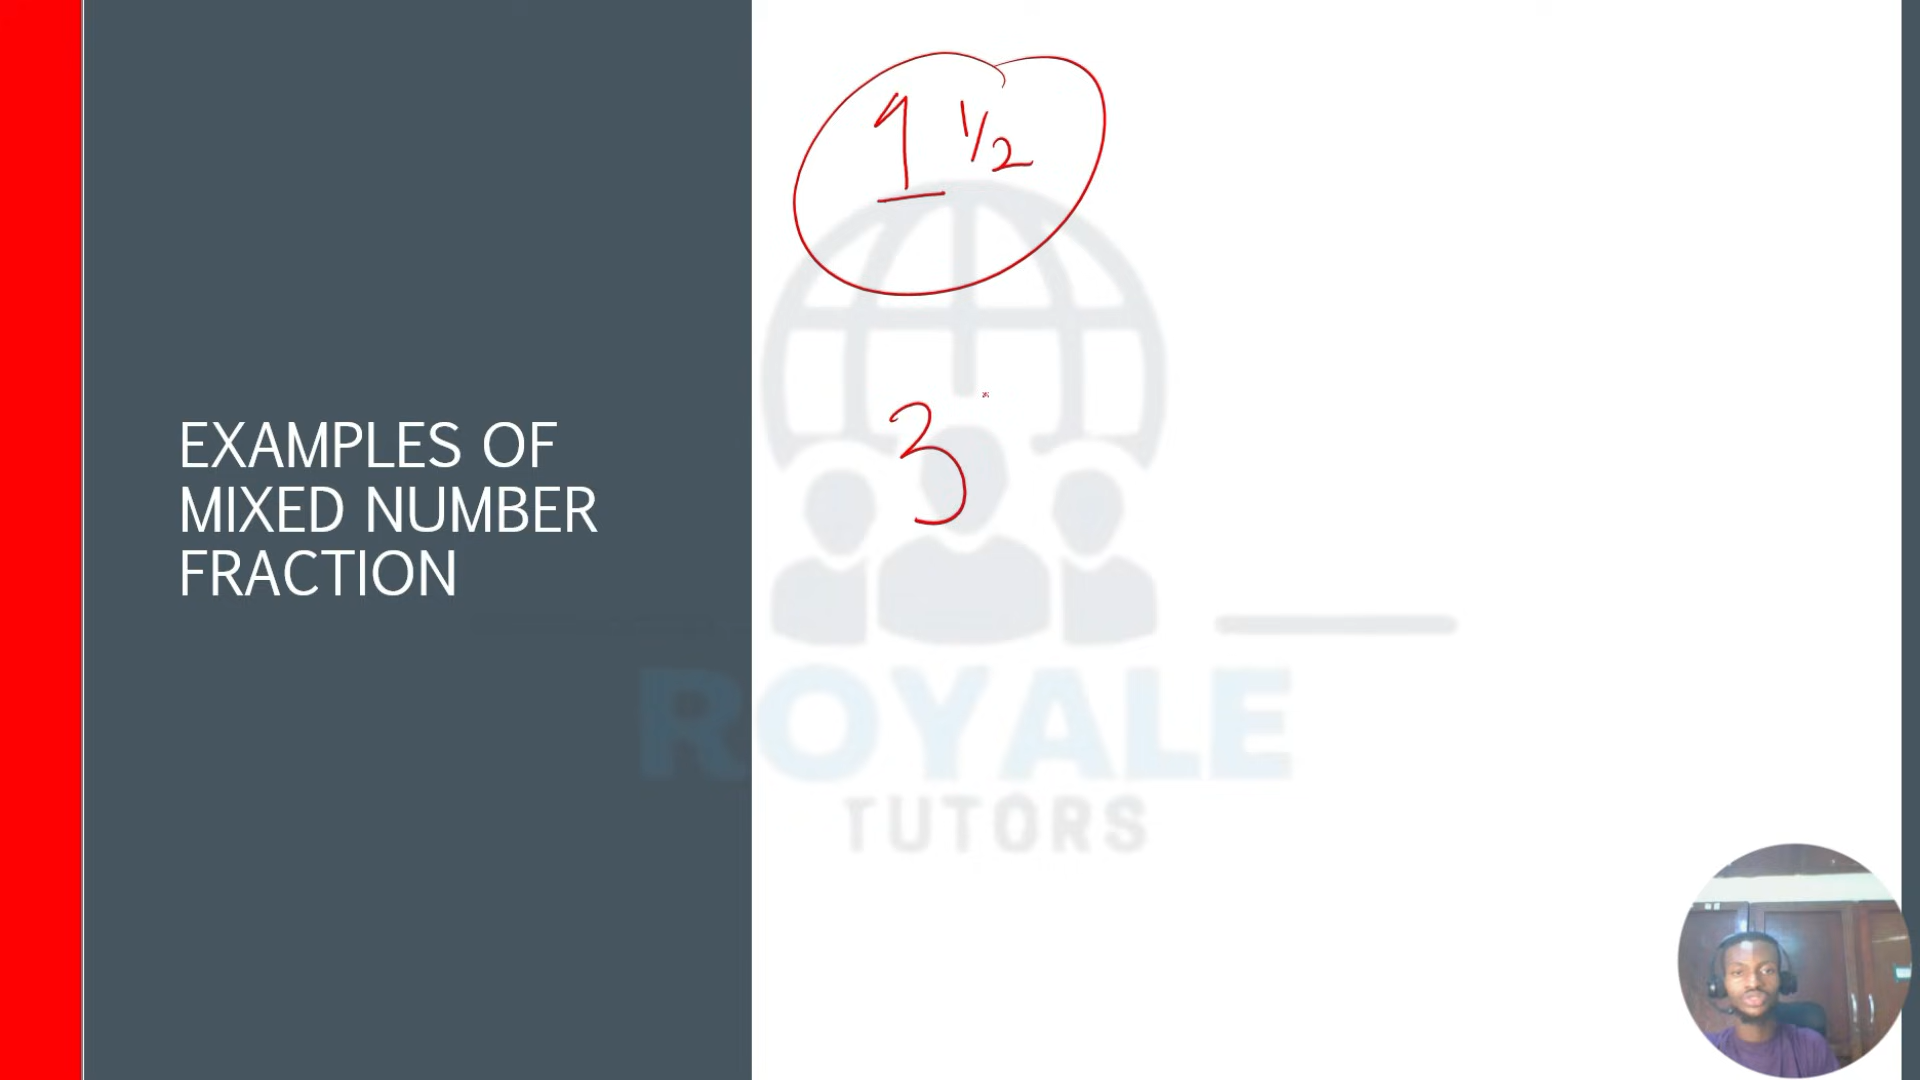 EXAMPLES OF
MIXED NUMBER
FRACTION
1 1/2
3
ROYALE
TUTORS